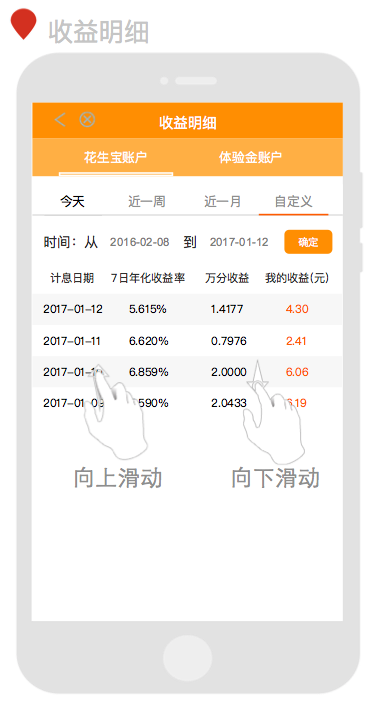 收益明细
收益明细
花生宝账户 体验金账户
今天 近一周 近一月 自定义
时间：从 2016-02-08 到 2017-01-12 确定
计息日期 7日年化收益率 万分收益 我的收益(元)
2017-01-12 5.615% 1.4177 4.30
2017-01-11 6.620% 0.7976 2.41
2017-01-10 6.859% 2.0000 6.06
2017-01-09 .590% 2.0433 .19
向上滑动 向下滑动